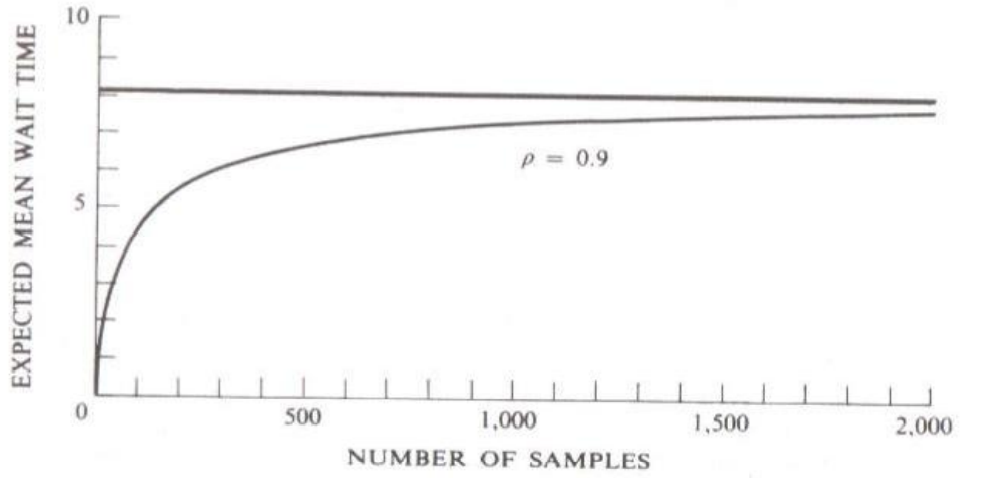 EXPECTED MEAN WAIT TIME
10
5
0
ρ = 0.9
0
500
1,000
1,500
2,000
NUMBER OF SAMPLES